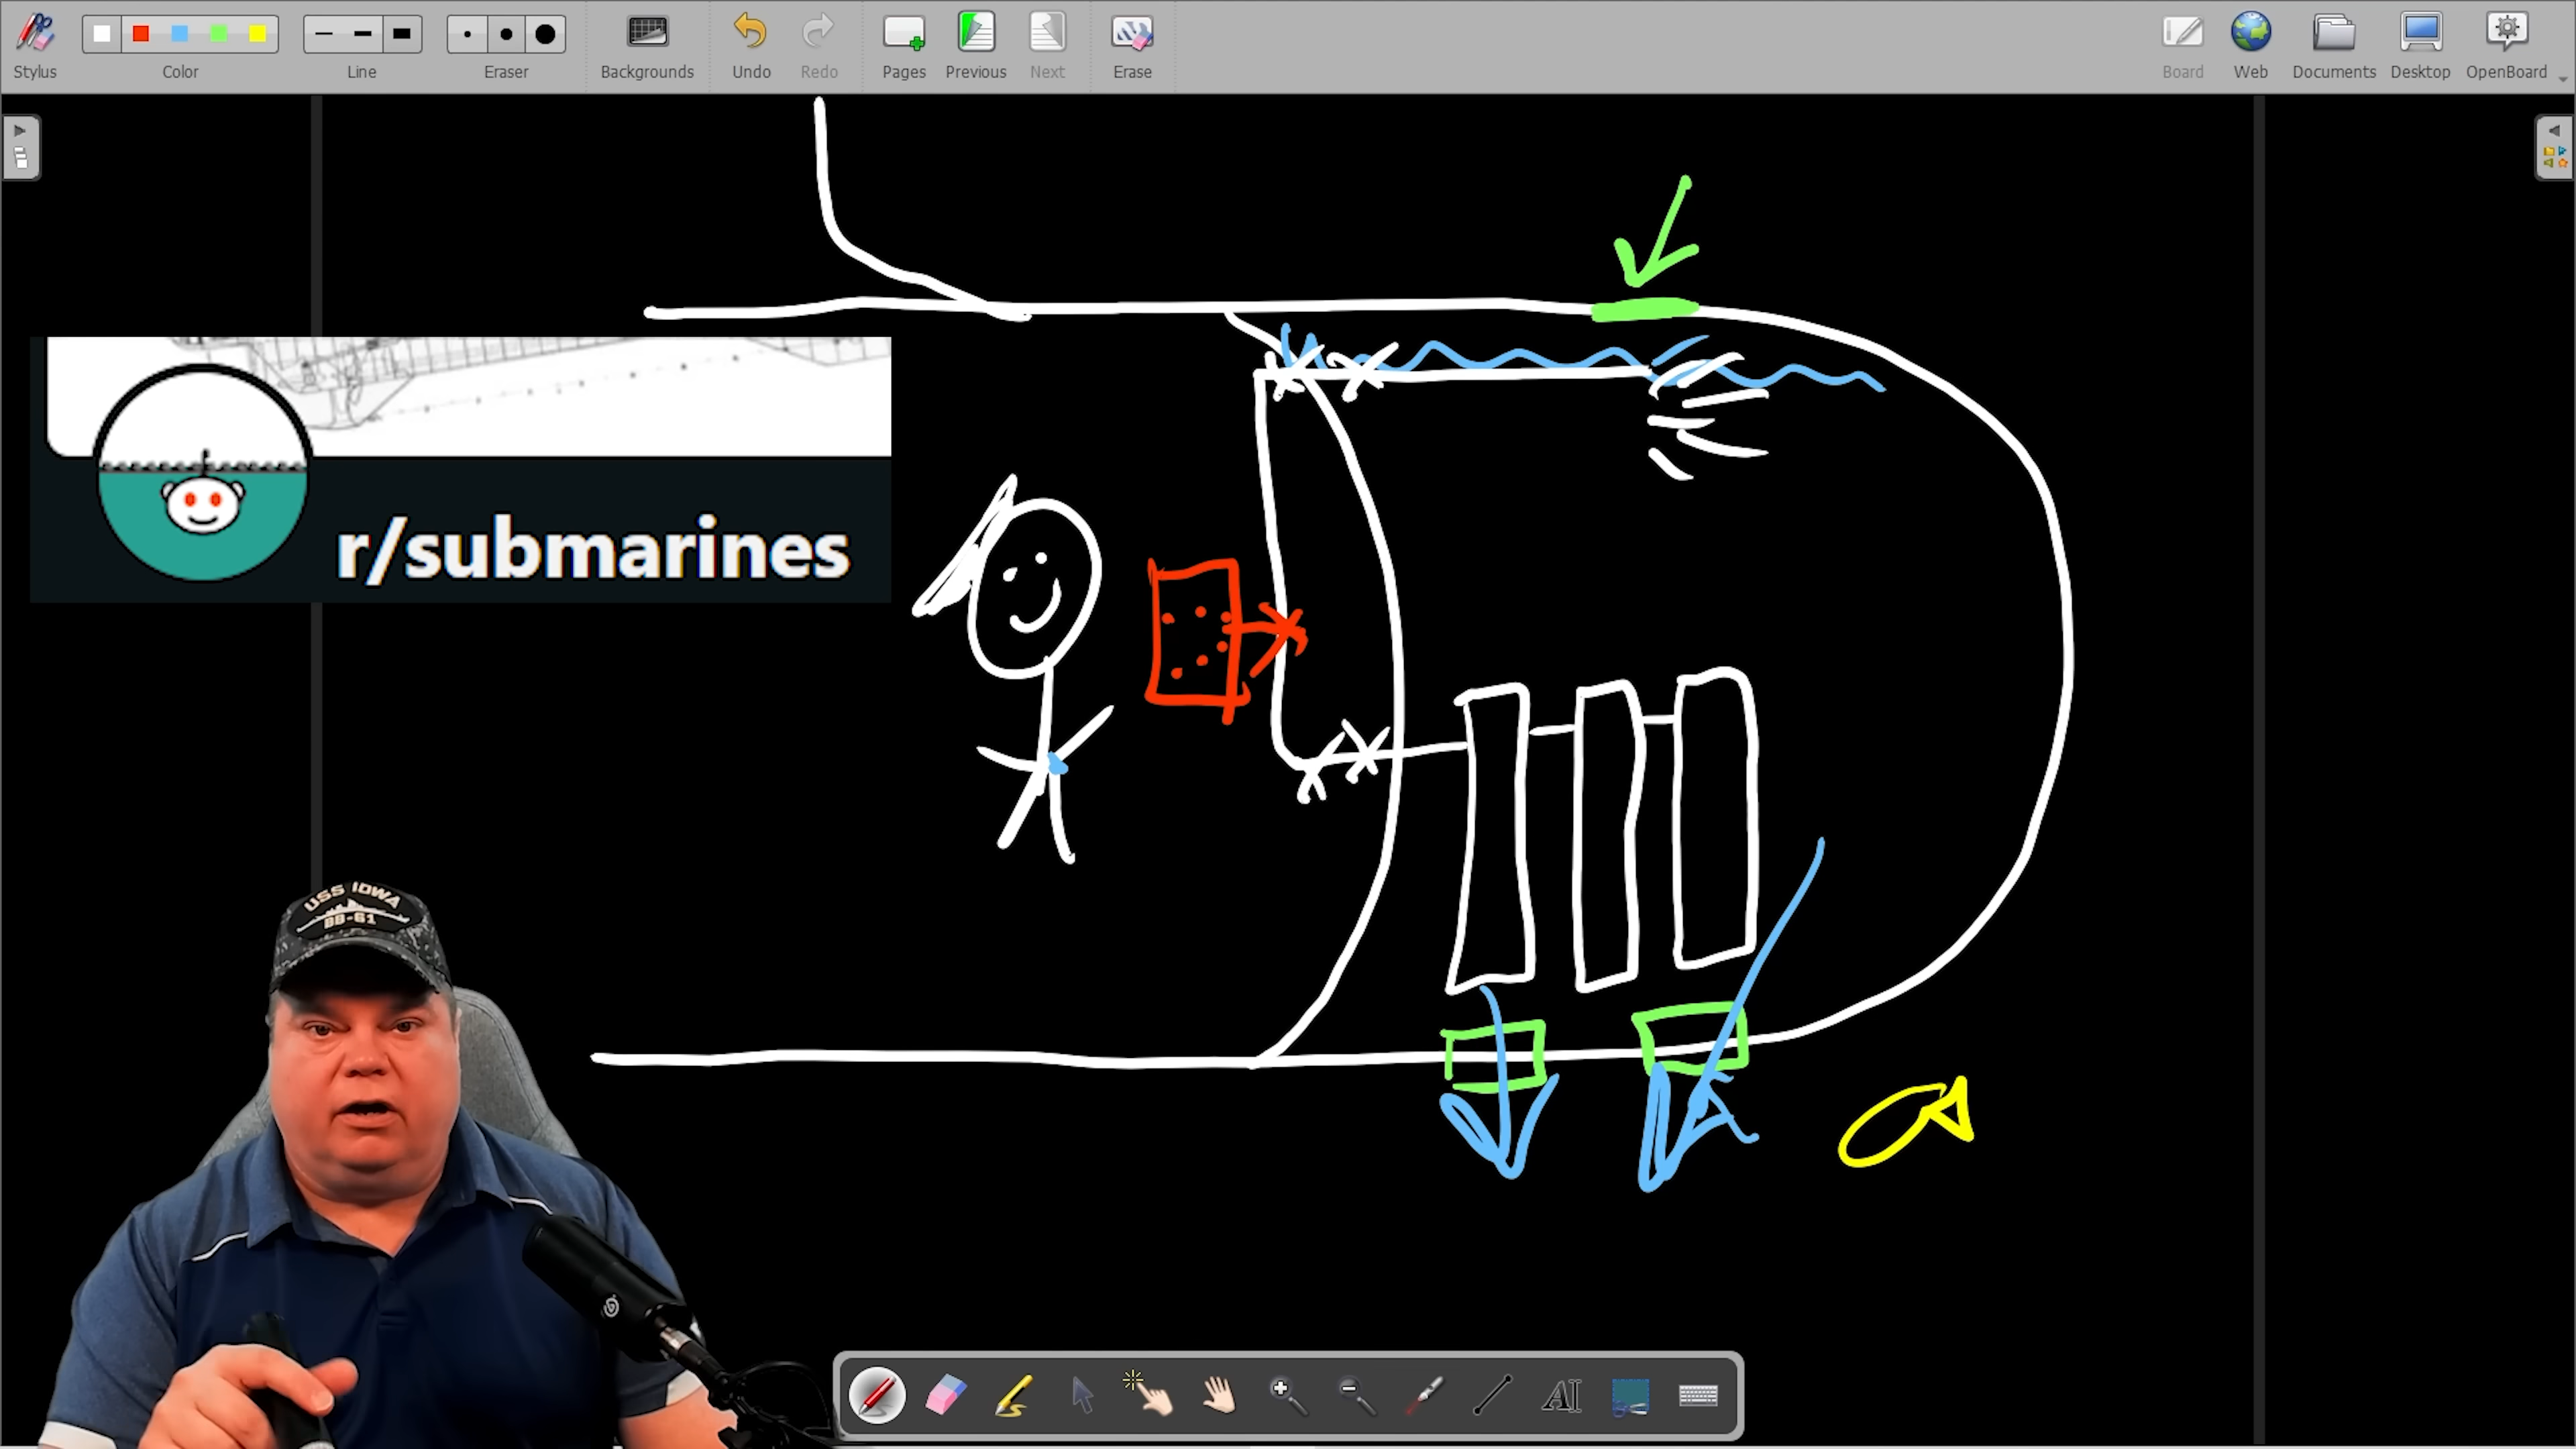 Stylus Color Line Eraser Backgrounds Undo Redo Pages Previous Next Erase Board Web Documents Desktop OpenBoard
r/submarines
USS IOWA
BB-61
AI